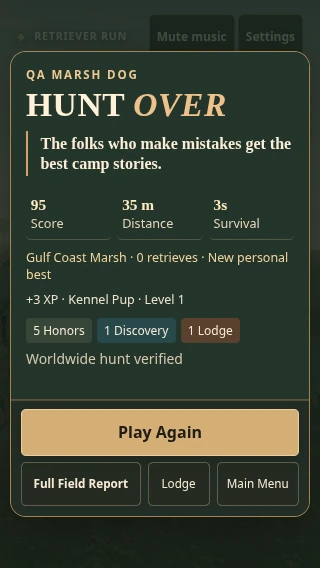 RETRIEVER RUN
Mute music
Settings
QA MARSH DOG
HUNT OVER
The folks who make mistakes get the
best camp stories.
95
Score
35 m
Distance
3s
Survival
Gulf Coast Marsh · 0 retrieves · New personal
best
+3 XP · Kennel Pup · Level 1
5 Honors
1 Discovery
1 Lodge
Worldwide hunt verified
Play Again
Full Field Report
Lodge
Main Menu